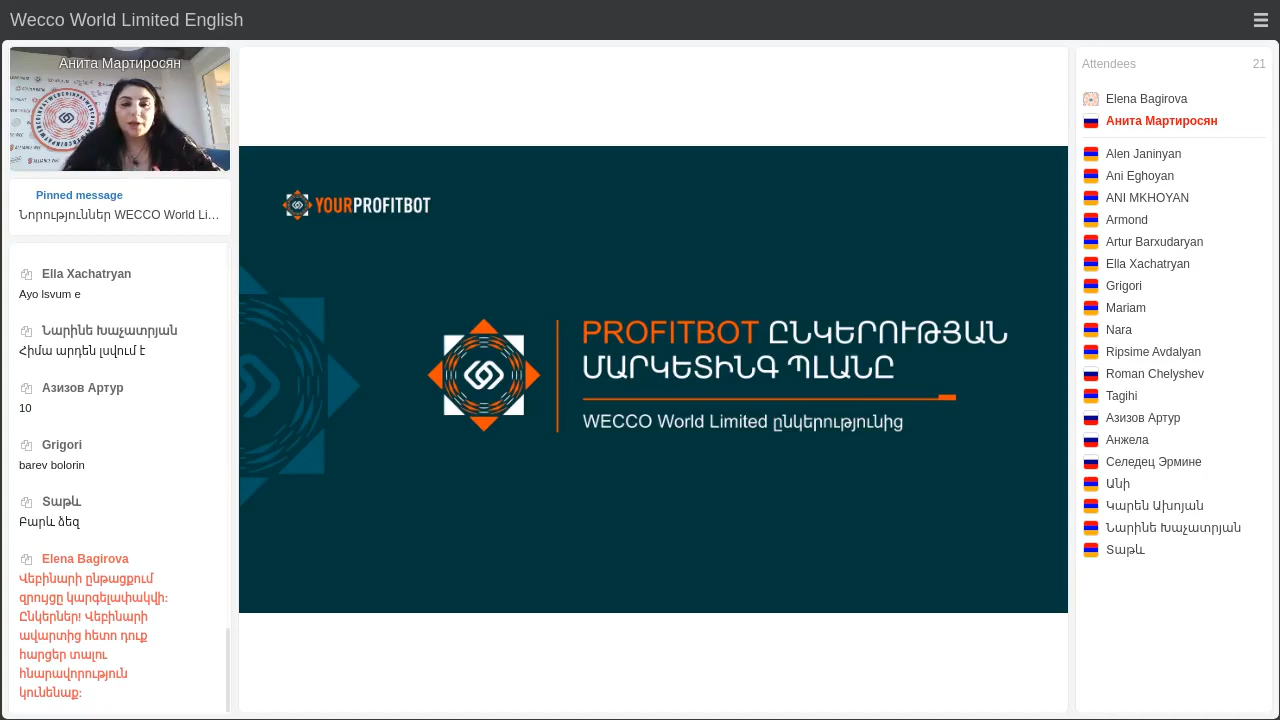 Wecco World Limited English
Анита Мартиросян
Pinned message
Նորություններ WECCO World Li...
Ella Xachatryan
Ayo lsvum e
Նարինե Խաչատրյան
Հիմա արդեն լսվում է
Азизов Артур
10
Grigori
barev bolorin
Տաթև
Բարև ձեզ
Elena Bagirova
Վեբինարի ընթացքում
զրույցը կարգելափակվի:
Ընկերներ! Վեբինարի
ավարտից հետո դուք
հարցեր տալու
հնարավորություն
կունենաք:
YOURPROFITBOT
PROFITBOT ԸՆԿԵՐՈՒԹՅԱՆ
ՄԱՐԿԵՏԻՆԳ ՊԼԱՆԸ
WECCO World Limited ընկերությունից
Attendees 21
Elena Bagirova
Анита Мартиросян
Alen Janinyan
Ani Eghoyan
ANI MKHOYAN
Armond
Artur Barxudaryan
Ella Xachatryan
Grigori
Mariam
Nara
Ripsime Avdalyan
Roman Chelyshev
Tagihi
Азизов Артур
Анжела
Селедец Эрмине
Անի
Կարեն Ախոյան
Նարինե Խաչատրյան
Տաթև